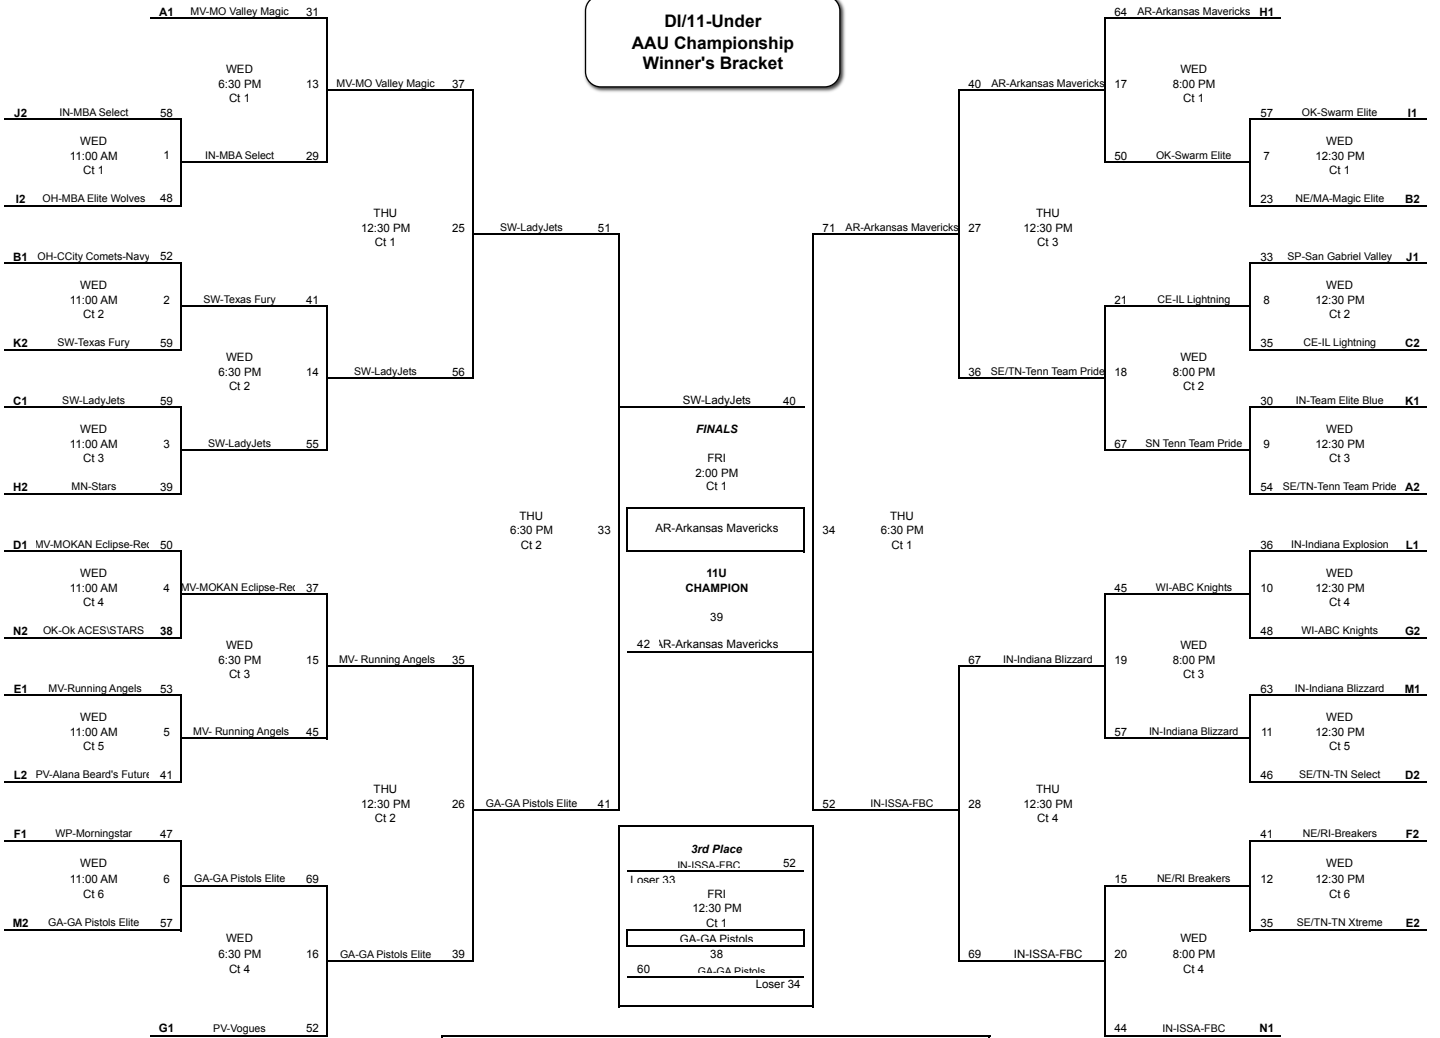 DI/11-Under
AAU Championship
Winner's Bracket
A1 MV-MO Valley Magic 31
WED
6:30 PM 13
Ct 1
MV-MO Valley Magic 37
J2 IN-MBA Select 58
WED
11:00 AM 1
Ct 1
IN-MBA Select 29
I2 OH-MBA Elite Wolves 48
THU
12:30 PM 25
Ct 1
SW-LadyJets 51
B1 OH-CCity Comets-Navy 52
WED
11:00 AM 2
Ct 2
SW-Texas Fury 41
K2 SW-Texas Fury 59
WED
6:30 PM 14
Ct 2
SW-LadyJets 56
C1 SW-LadyJets 59
WED
11:00 AM 3
Ct 3
SW-LadyJets 55
H2 MN-Stars 39
THU
6:30 PM 33
Ct 2
D1 MV-MOKAN Eclipse-Rec 50
WED
11:00 AM 4
Ct 4
MV-MOKAN Eclipse-Rec 37
N2 OK-Ok ACES\STARS 38
WED
6:30 PM 15
Ct 3
MV- Running Angels 35
E1 MV-Running Angels 53
WED
11:00 AM 5
Ct 5
MV- Running Angels 45
L2 PV-Alana Beard's Future 41
THU
12:30 PM 26
Ct 2
GA-GA Pistols Elite 41
F1 WP-Morningstar 47
WED
11:00 AM 6
Ct 6
GA-GA Pistols Elite 69
M2 GA-GA Pistols Elite 57
WED
6:30 PM 16
Ct 4
GA-GA Pistols Elite 39
G1 PV-Vogues 52
SW-LadyJets 40
FINALS
FRI
2:00 PM
Ct 1
AR-Arkansas Mavericks
11U
CHAMPION
39
42 AR-Arkansas Mavericks
3rd Place
IN-ISSA-FBC 52
Loser 33
FRI
12:30 PM
Ct 1
GA-GA Pistols
38
60 GA-GA Pistols
Loser 34
64 AR-Arkansas Mavericks H1
WED
17 8:00 PM
Ct 1
40 AR-Arkansas Mavericks
57 OK-Swarm Elite I1
WED
7 12:30 PM
Ct 1
50 OK-Swarm Elite
23 NE/MA-Magic Elite B2
THU
27 12:30 PM
Ct 3
71 AR-Arkansas Mavericks
33 SP-San Gabriel Valley J1
WED
8 12:30 PM
Ct 2
21 CE-IL Lightning
35 CE-IL Lightning C2
WED
18 8:00 PM
Ct 2
36 SE/TN-Tenn Team Pride
30 IN-Team Elite Blue K1
WED
9 12:30 PM
Ct 3
67 SN Tenn Team Pride
54 SE/TN-Tenn Team Pride A2
THU
34 6:30 PM
Ct 1
36 IN-Indiana Explosion L1
WED
10 12:30 PM
Ct 4
45 WI-ABC Knights
48 WI-ABC Knights G2
WED
19 8:00 PM
Ct 3
67 IN-Indiana Blizzard
63 IN-Indiana Blizzard M1
WED
11 12:30 PM
Ct 5
57 IN-Indiana Blizzard
46 SE/TN-TN Select D2
THU
28 12:30 PM
Ct 4
52 IN-ISSA-FBC
41 NE/RI-Breakers F2
WED
12 12:30 PM
Ct 6
15 NE/RI Breakers
35 SE/TN-TN Xtreme E2
WED
20 8:00 PM
Ct 4
69 IN-ISSA-FBC
44 IN-ISSA-FBC N1